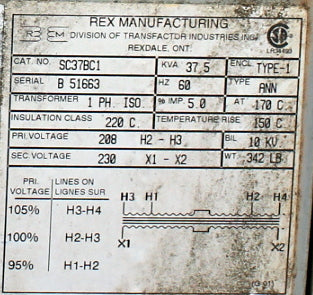 REX MANUFACTURING
DIVISION OF TRANSFACTOR INDUSTRIES INC.
REXDALE, ONT.
LR34493
CAT. NO. SC37BC1 KVA 37.5 ENCL TYPE-1
SERIAL B 51663 HZ 60 TYPE ANN
TRANSFORMER 1 PH. ISO. % IMP 5.0 AT 170 C
INSULATION CLASS 220 C. TEMPERATURE RISE 150 C
PRI VOLTAGE 208 H2 - H3 BIL 10 KV.
SEC VOLTAGE 230 X1 - X2 WT. 342 LB
PRI. VOLTAGE LINES ON LIGNES SUR
105% H3-H4
100% H2-H3
95% H1-H2
H3 H1 H2 H4
X1 X2